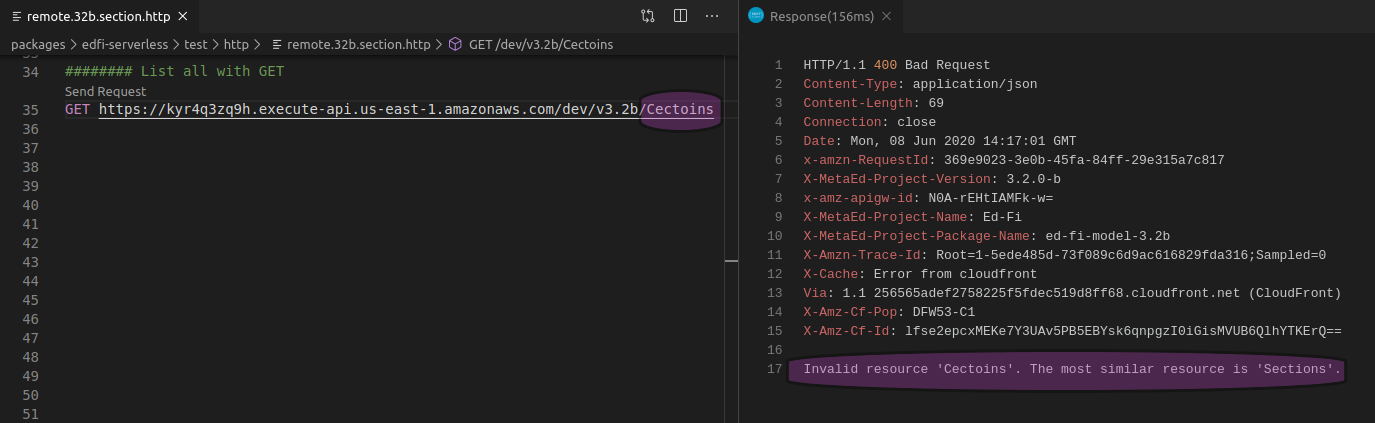 remote.32b.section.http
packages > edfi-serverless > test > http > remote.32b.section.http > GET /dev/v3.2b/Cectoins
34 ######## List all with GET
Send Request
35 GET https://kyr4q3zq9h.execute-api.us-east-1.amazonaws.com/dev/v3.2b/Cectoins
36
37
38
39
40
41
42
43
44
45
46
47
48
49
50
51
Response(156ms)
1 HTTP/1.1 400 Bad Request
2 Content-Type: application/json
3 Content-Length: 69
4 Connection: close
5 Date: Mon, 08 Jun 2020 14:17:01 GMT
6 x-amzn-RequestId: 369e9023-3e0b-45fa-84ff-29e315a7c817
7 X-MetaEd-Project-Version: 3.2.0-b
8 x-amz-apigw-id: N0A-rEHtIAMFk-w=
9 X-MetaEd-Project-Name: Ed-Fi
10 X-MetaEd-Project-Package-Name: ed-fi-model-3.2b
11 X-Amzn-Trace-Id: Root=1-5ede485d-73f089c6d9ac616829fda316;Sampled=0
12 X-Cache: Error from cloudfront
13 Via: 1.1 256565adef2758225f5fdec519d8ff68.cloudfront.net (CloudFront)
14 X-Amz-Cf-Pop: DFW53-C1
15 X-Amz-Cf-Id: lfse2epcxMEKe7Y3UAv5PB5EBYsk6qnpgzI0iGisMVUB6QlhYTKErQ==
16
17 Invalid resource 'Cectoins'. The most similar resource is 'Sections'.